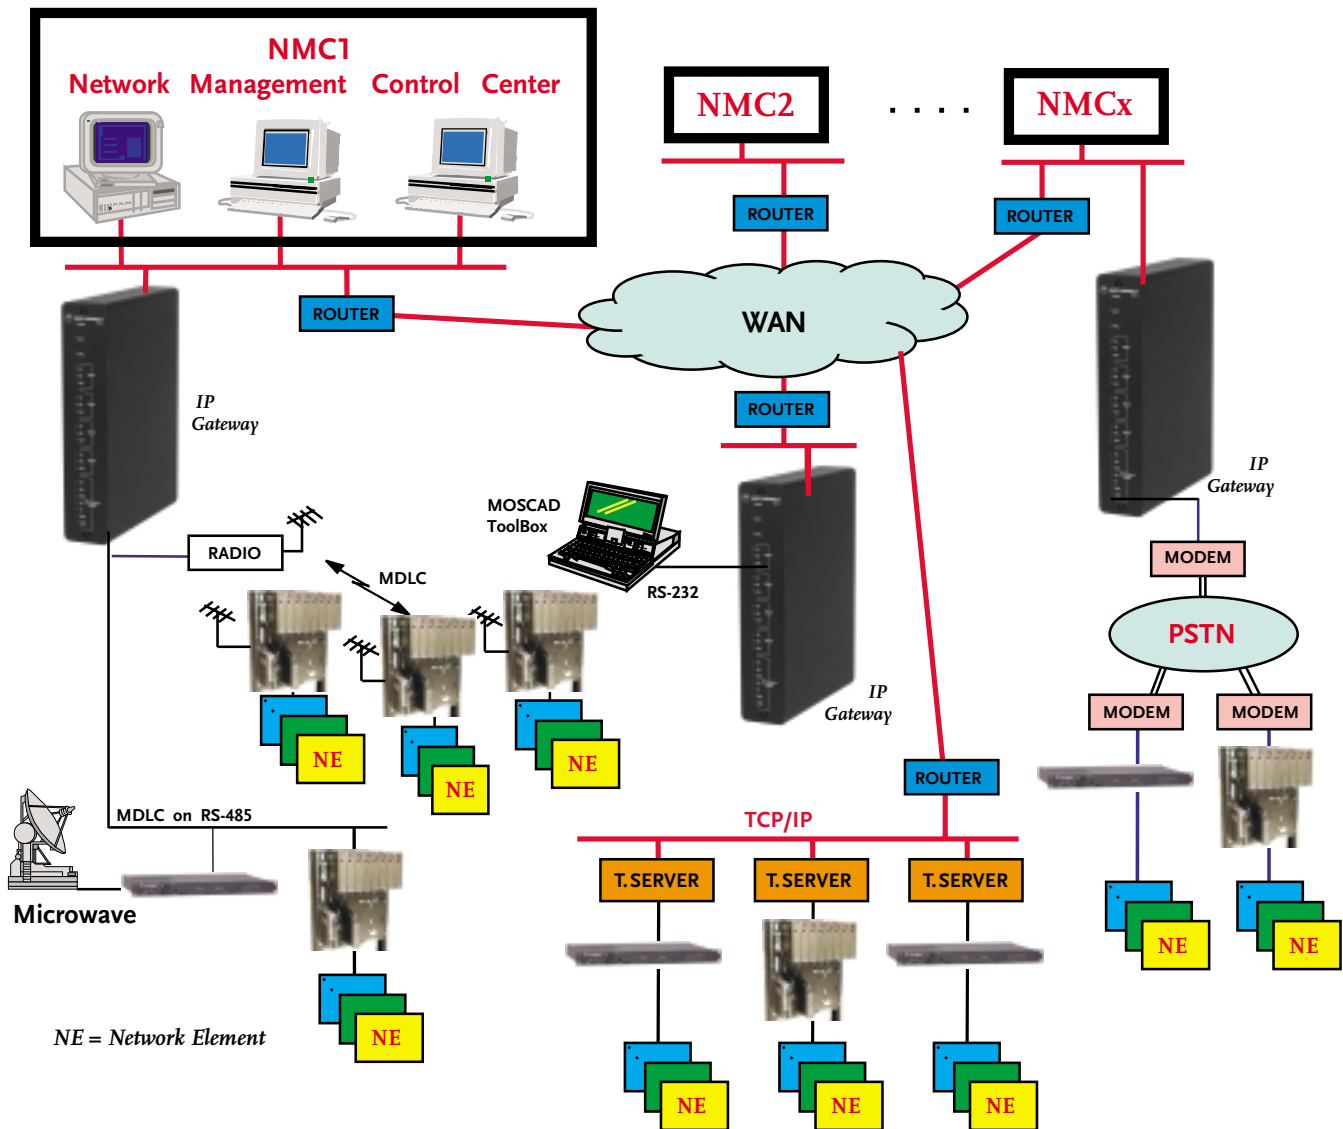 NMC1
Network Management Control Center
NMC2
. . . .
NMCx
ROUTER
ROUTER
ROUTER
WAN
ROUTER
IP
Gateway
IP
Gateway
MOSCAD
ToolBox
RADIO
MDLC
RS-232
MODEM
PSTN
IP
Gateway
MODEM
MODEM
NE
NE
NE
ROUTER
MDLC on RS-485
TCP/IP
T. SERVER
T. SERVER
T. SERVER
Microwave
NE
NE
NE
NE = Network Element
NE
NE
NE